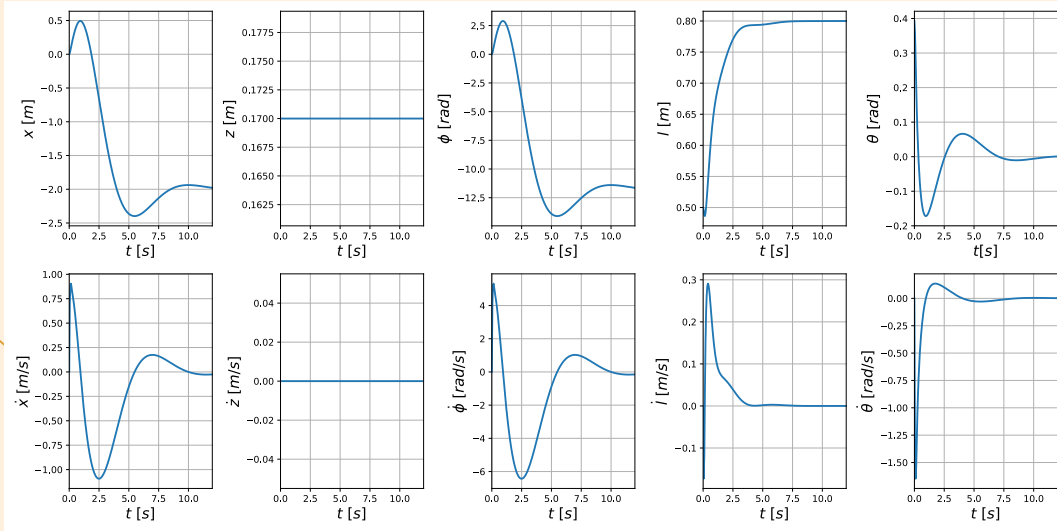 0.5
0.0
−0.5
−1.0
−1.5
−2.0
−2.5
x [m]
0.0 2.5 5.0 7.5 10.0
t [s]
0.1775
0.1750
0.1725
0.1700
0.1675
0.1650
0.1625
z [m]
0.0 2.5 5.0 7.5 10.0
t [s]
2.5
0.0
−2.5
−5.0
−7.5
−10.0
−12.5
ϕ [rad]
0.0 2.5 5.0 7.5 10.0
t [s]
0.80
0.75
0.70
0.65
0.60
0.55
0.50
l [m]
0.0 2.5 5.0 7.5 10.0
t [s]
0.4
0.3
0.2
0.1
0.0
−0.1
−0.2
θ [rad]
0.0 2.5 5.0 7.5 10.0
t[s]
1.00
0.75
0.50
0.25
0.00
−0.25
−0.50
−0.75
−1.00
ẋ [m/s]
0.0 2.5 5.0 7.5 10.0
t [s]
0.04
0.02
0.00
−0.02
−0.04
ż [m/s]
0.0 2.5 5.0 7.5 10.0
t [s]
4
2
0
−2
−4
−6
ϕ̇ [rad/s]
0.0 2.5 5.0 7.5 10.0
t [s]
0.3
0.2
0.1
0.0
−0.1
l̇ [m/s]
0.0 2.5 5.0 7.5 10.0
t [s]
0.00
−0.25
−0.50
−0.75
−1.00
−1.25
−1.50
θ̇ [rad/s]
0.0 2.5 5.0 7.5 10.0
t [s]